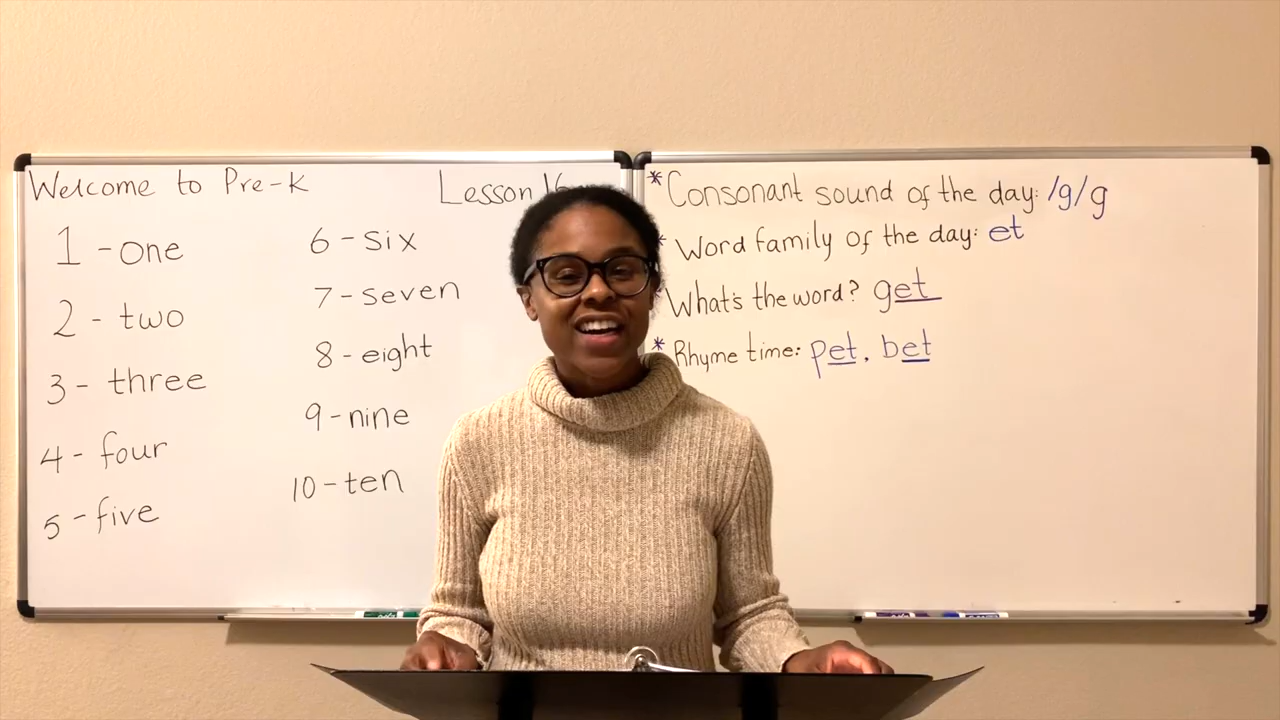 Welcome to Pre-K
Lesson 16
1 - one
2 - two
3 - three
4 - four
5 - five
6 - six
7 - seven
8 - eight
9 - nine
10 - ten
*Consonant sound of the day: /g/g
* Word family of the day: et
What's the word? get
* Rhyme time: pet, bet